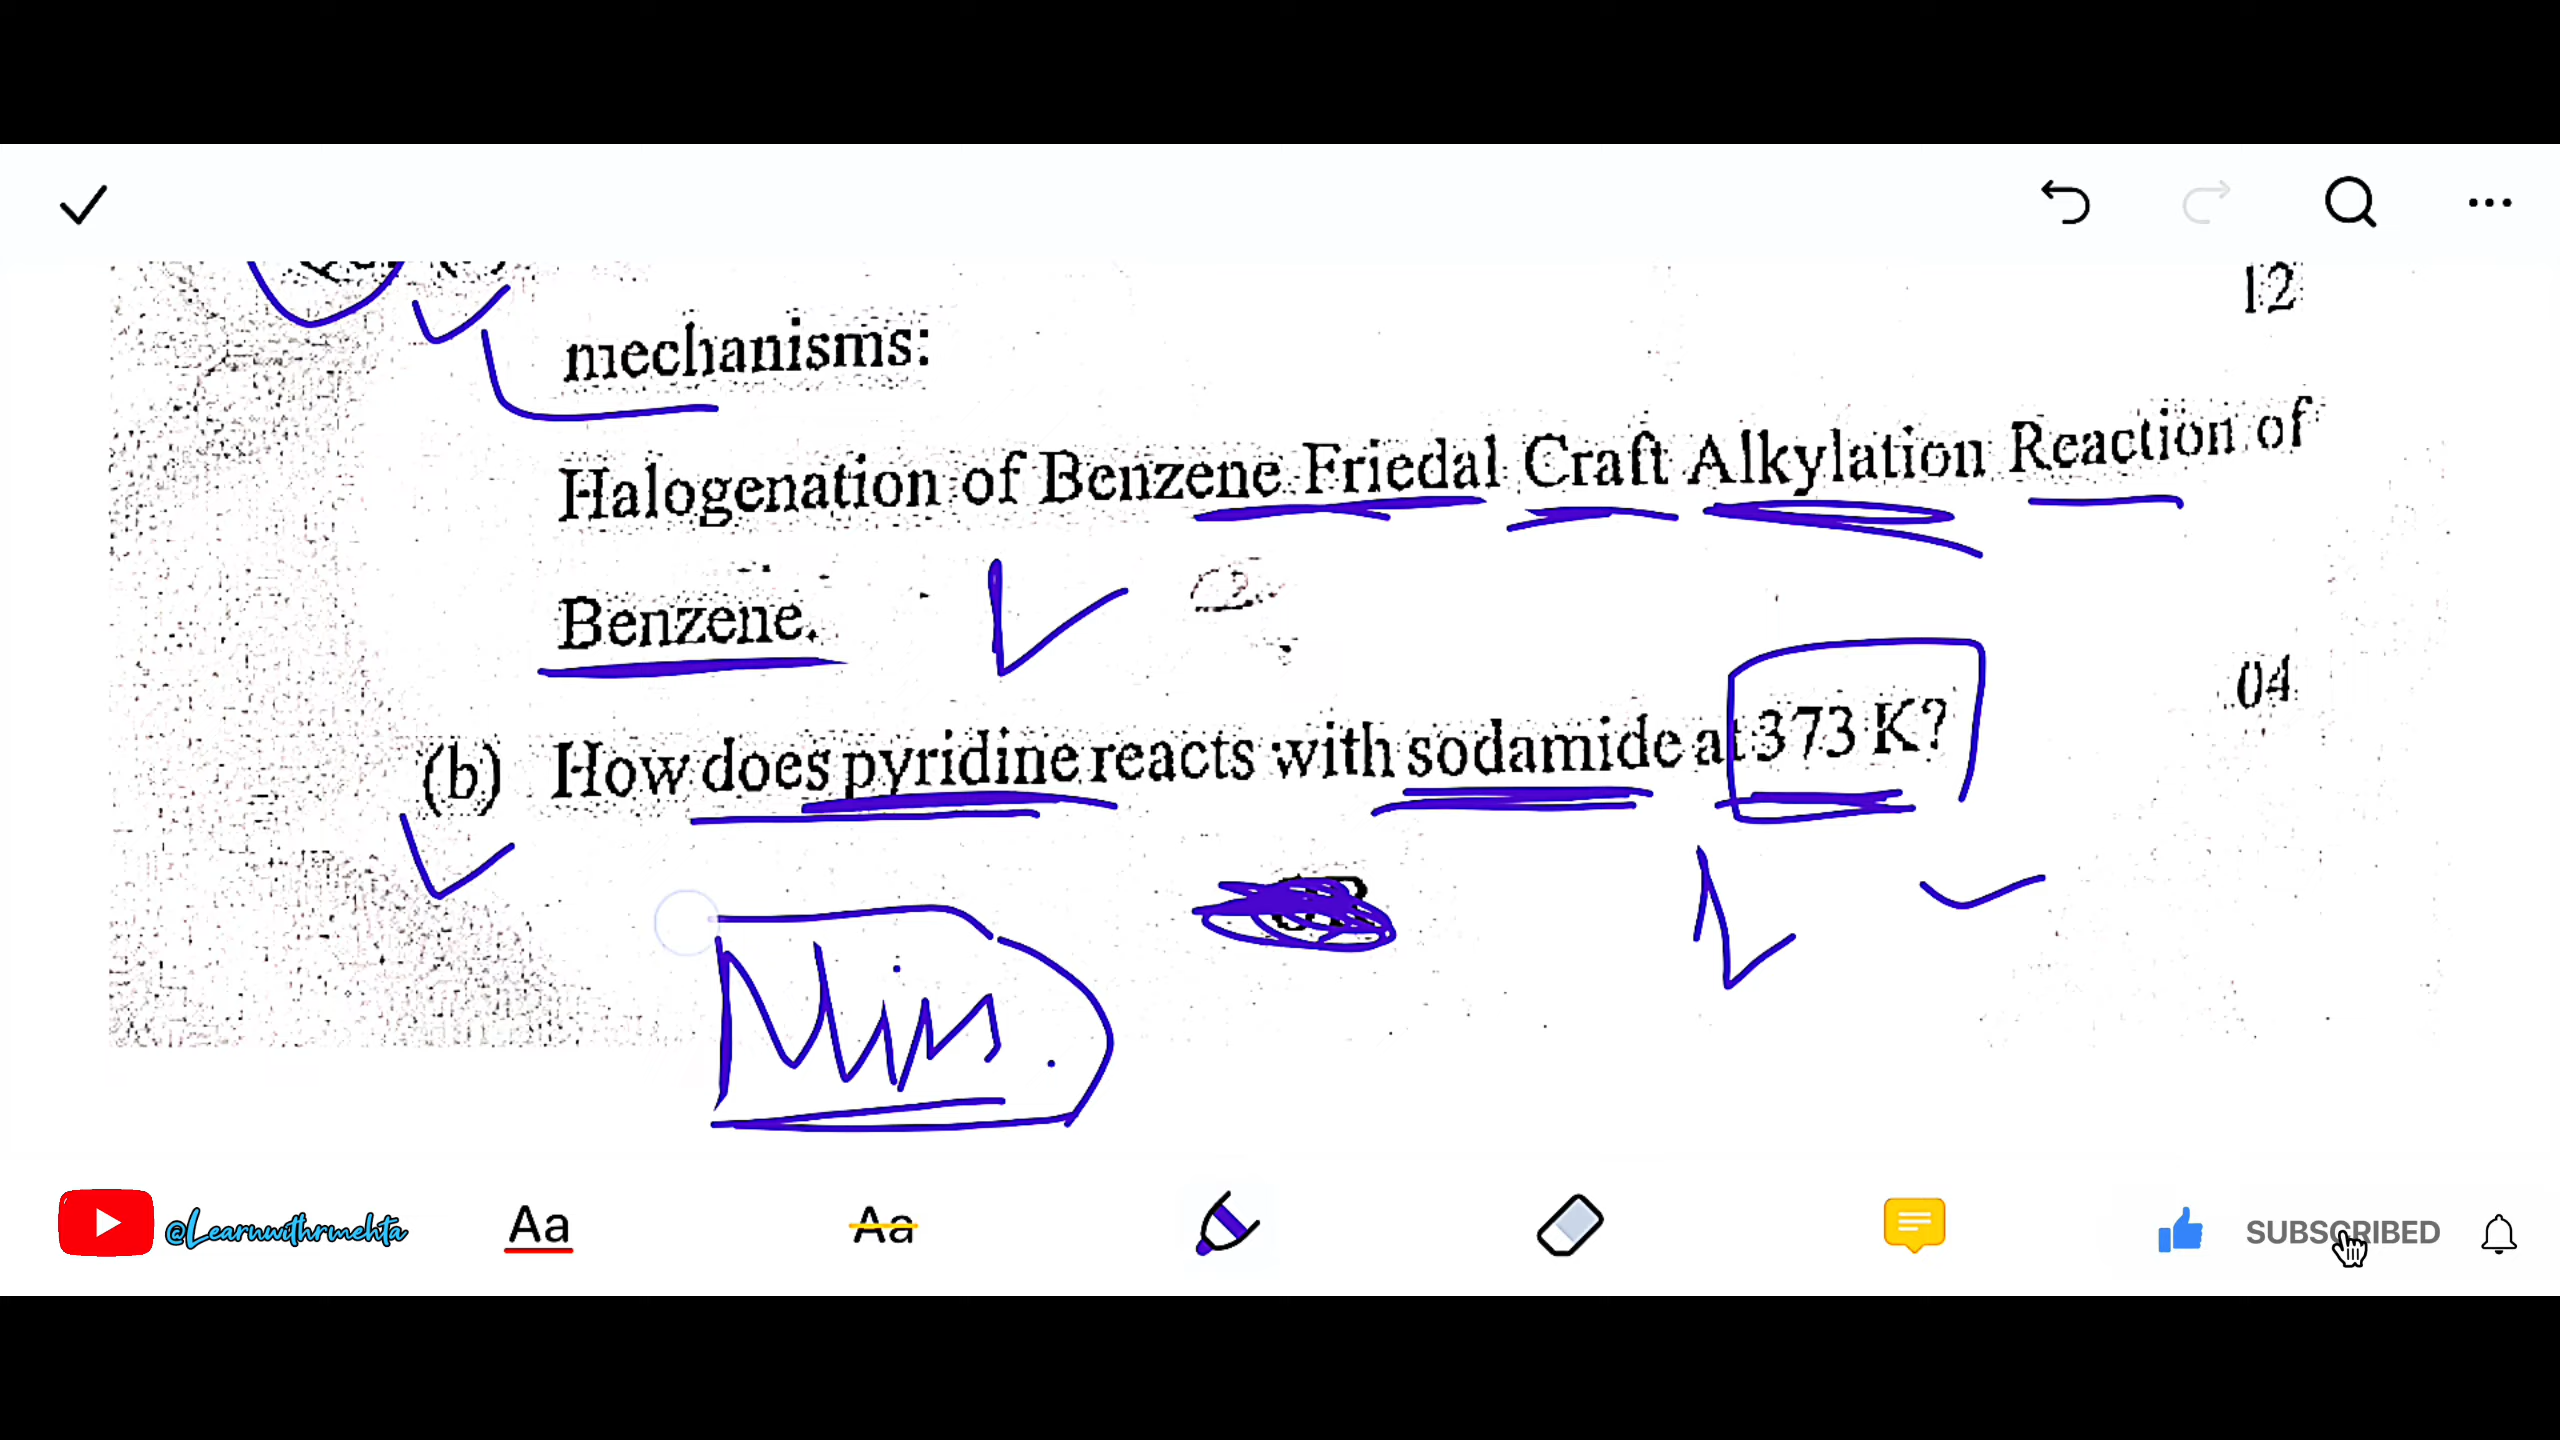 12
mechanisms:
Halogenation of Benzene Friedal Craft Alkylation Reaction of
Benzene.
04
(b) How does pyridine reacts with sodamide at 373 K?
@Learnwithrmehta
Aa
Aa
SUBSCRIBED